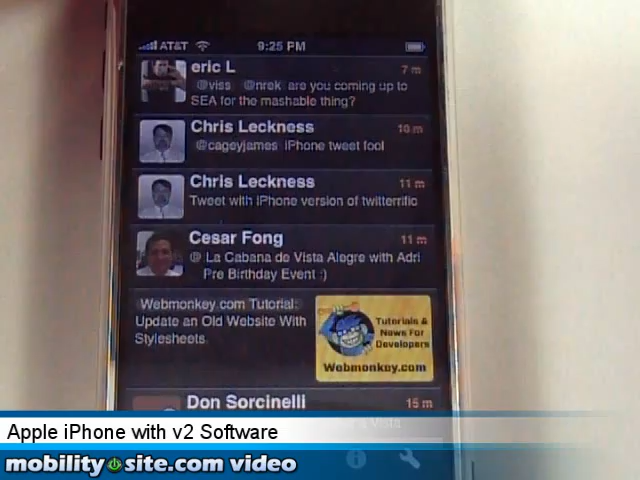 AT&T 9:25 PM
eric L 7 m
@viss @nrek are you coming up to
SEA for the mashable thing?
Chris Leckness 10 m
@cageyjames iPhone tweet fool
Chris Leckness 11 m
Tweet with iPhone version of twitterrific
Cesar Fong 11 m
@ La Cabana de Vista Alegre with Adri
Pre Birthday Event :)
Webmonkey.com Tutorial:
Update an Old Website With
Stylesheets
Tutorials &
News For
Developers
Webmonkey.com
Don Sorcinelli 15 m
Vista
Apple iPhone with v2 Software
mobility site.com video